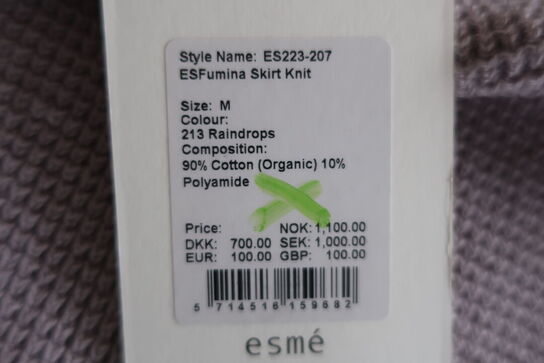 Style Name: ES223-207
ESFumina Skirt Knit
Size: M
Colour:
213 Raindrops
Composition:
90% Cotton (Organic) 10%
Polyamide
Price: NOK: 1,100.00
DKK: 700.00 SEK: 1,000.00
EUR: 100.00 GBP: 100.00
5 714516 159682
esmé